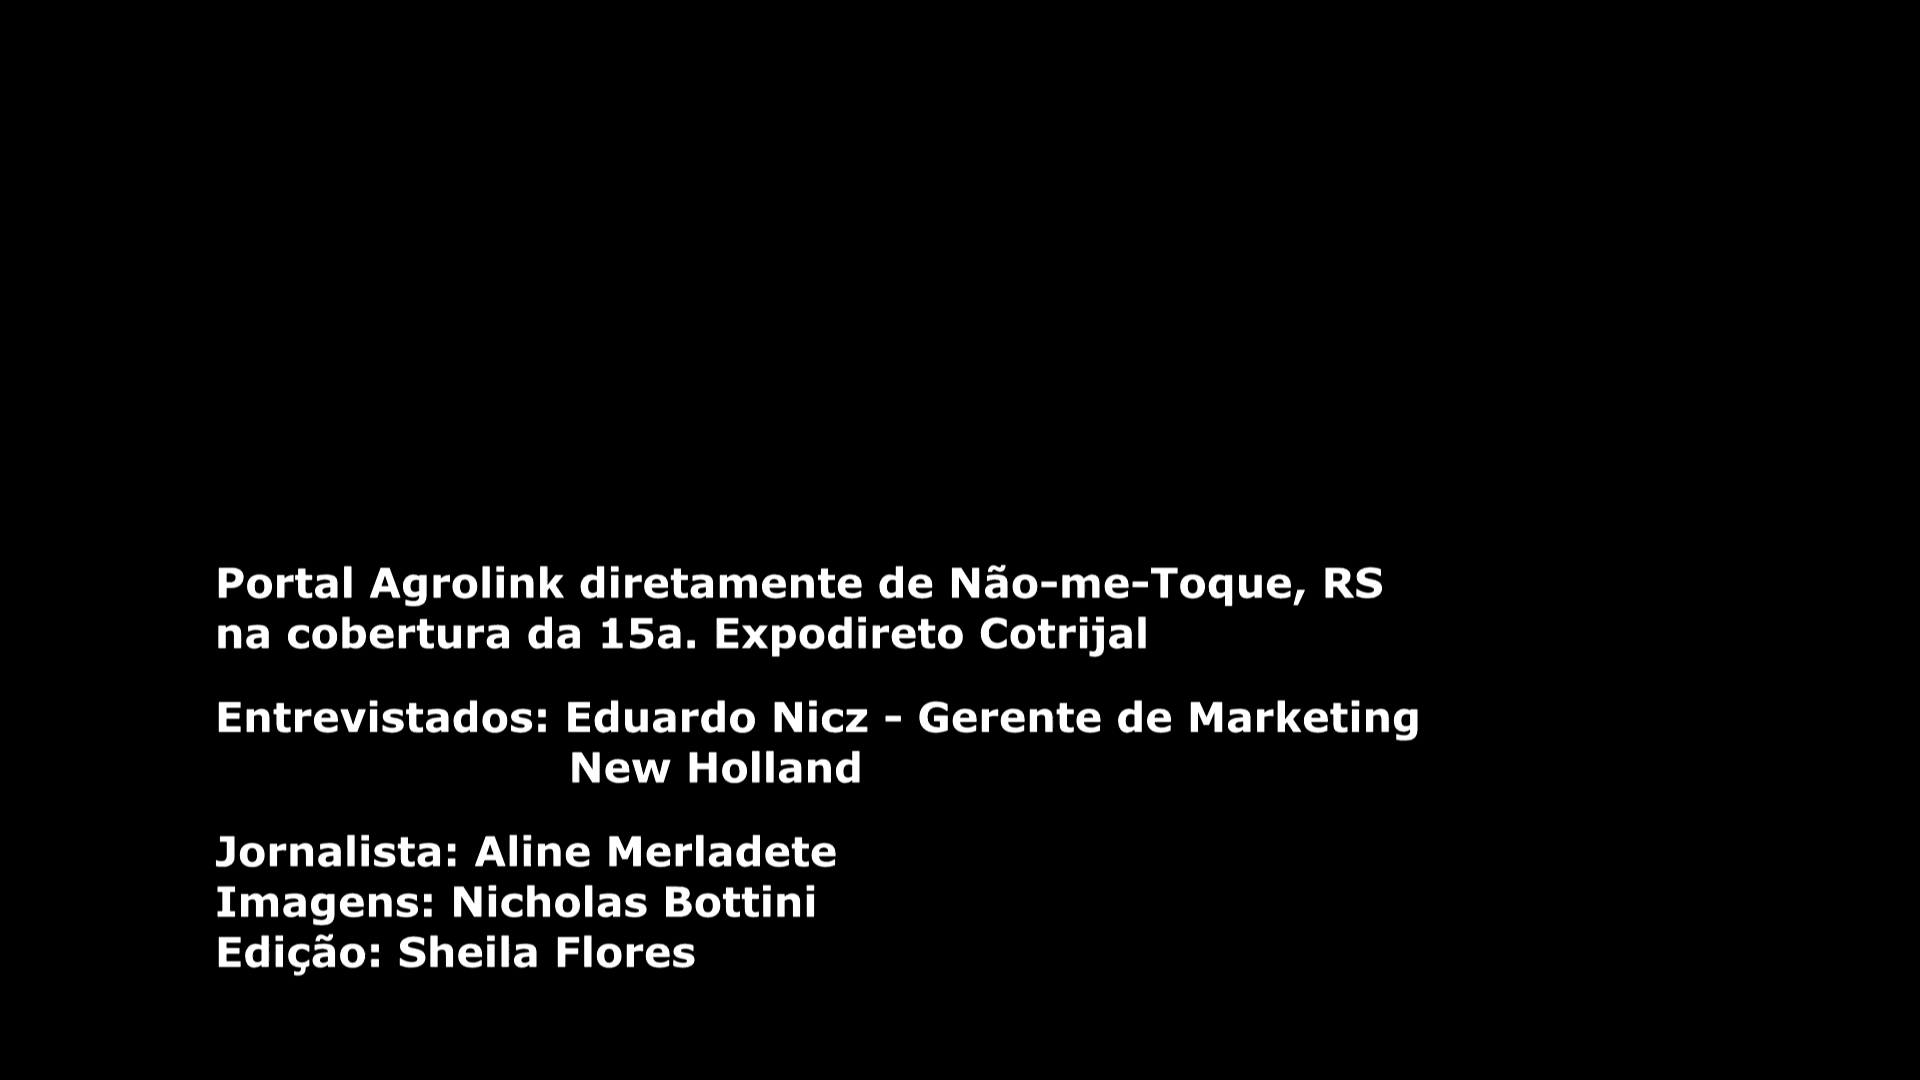 Portal Agrolink diretamente de Não-me-Toque, RS
na cobertura da 15a. Expodireto Cotrijal
Entrevistados: Eduardo Nicz - Gerente de Marketing
New Holland
Jornalista: Aline Merladete
Imagens: Nicholas Bottini
Edição: Sheila Flores